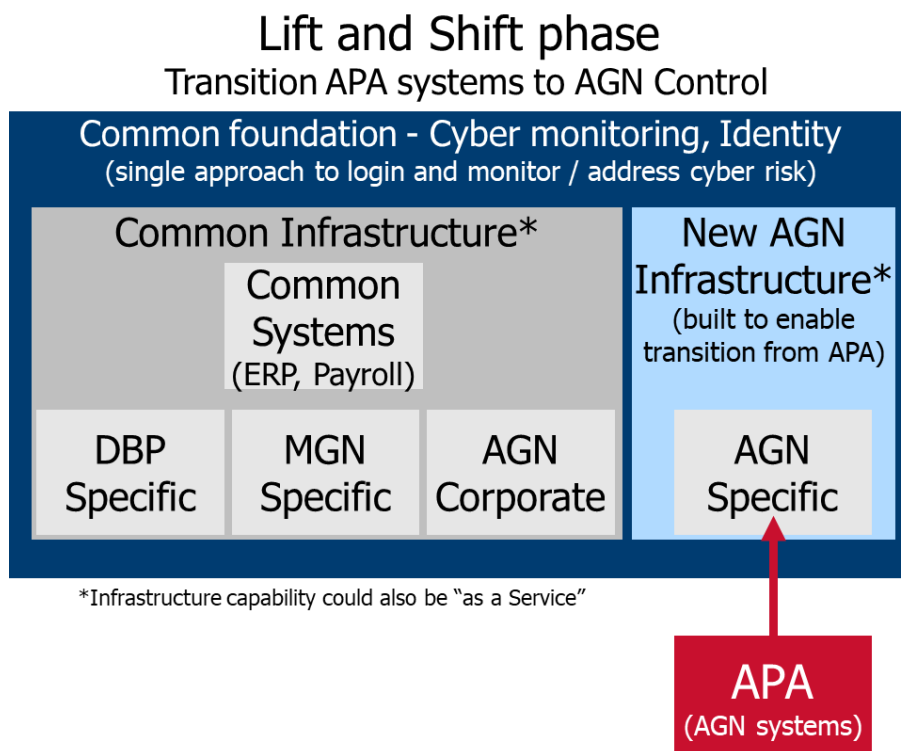 Lift and Shift phase
Transition APA systems to AGN Control
Common foundation - Cyber monitoring, Identity
(single approach to login and monitor / address cyber risk)
Common Infrastructure*
Common
Systems
(ERP, Payroll)
DBP
Specific
MGN
Specific
AGN
Corporate
New AGN
Infrastructure*
(built to enable
transition from APA)
AGN
Specific
*Infrastructure capability could also be “as a Service”
APA
(AGN systems)